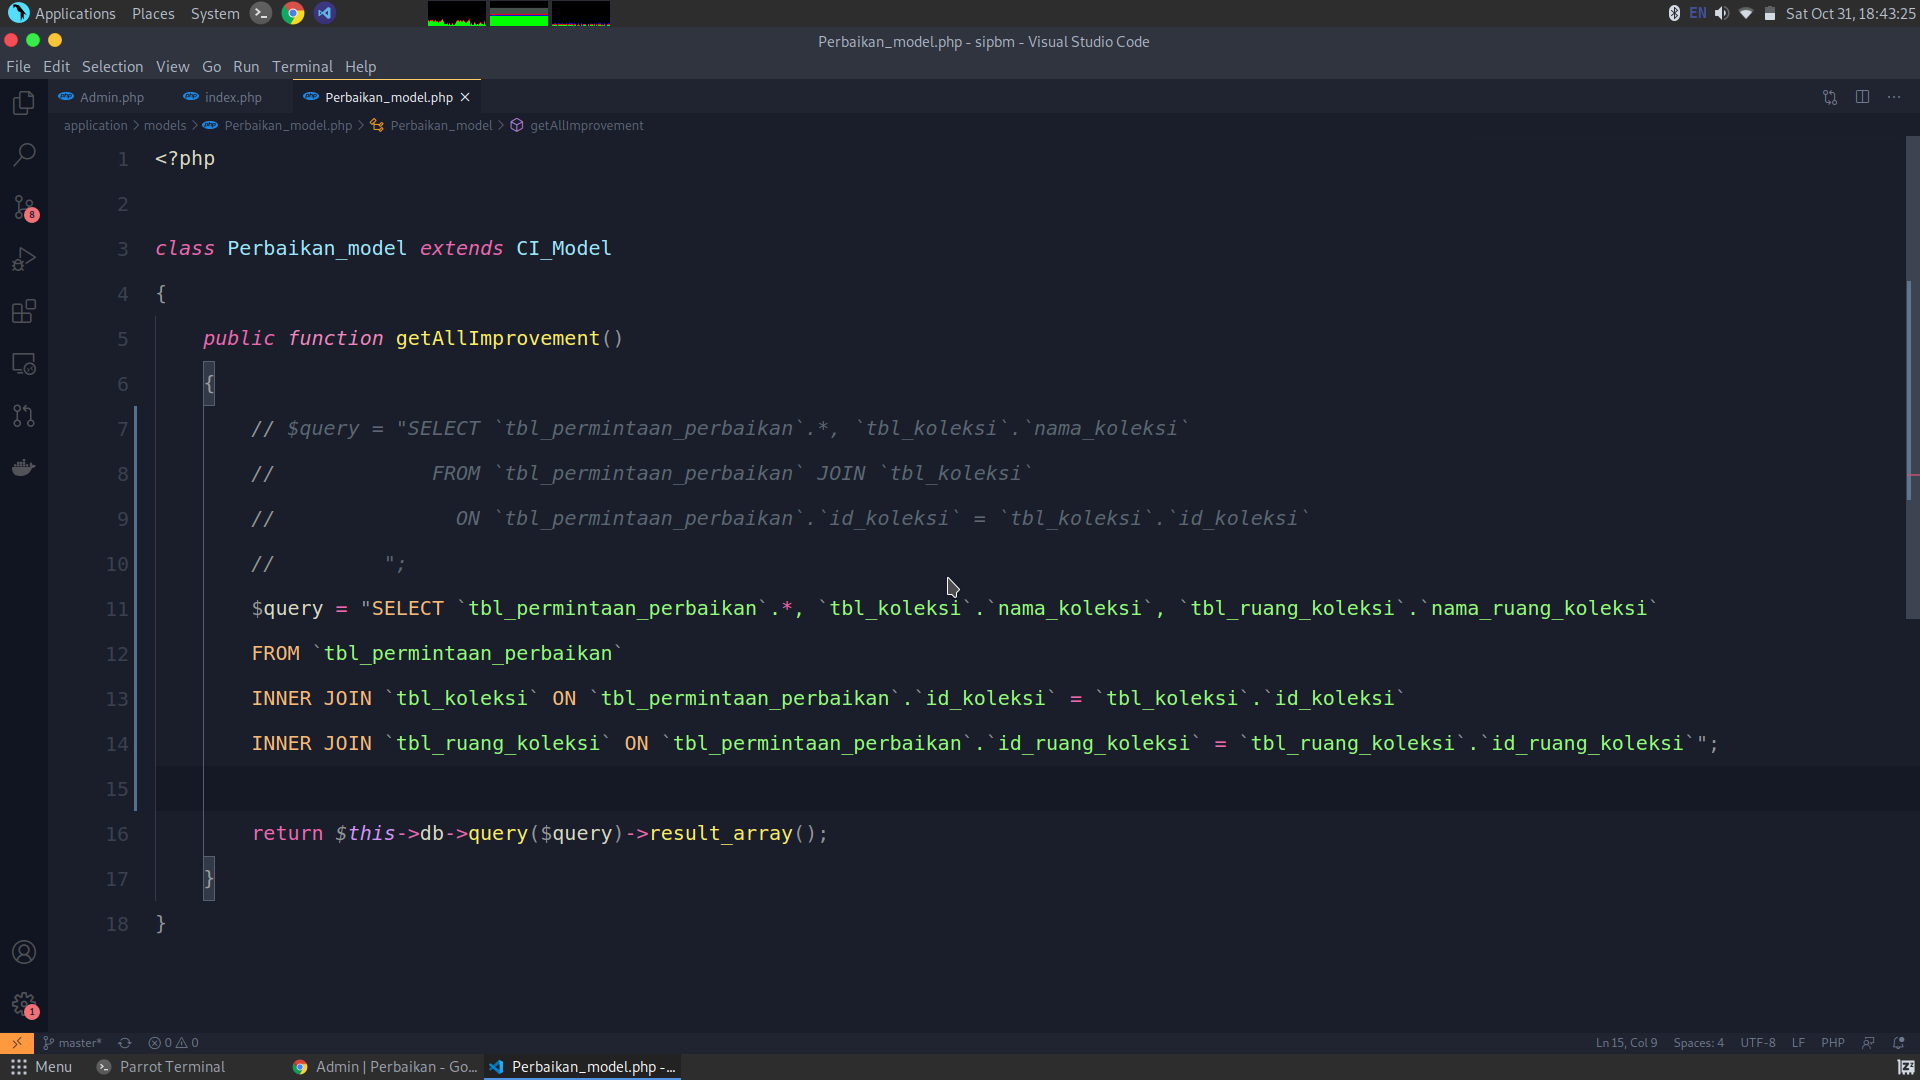 Applications Places System EN Sat Oct 31, 18:43:25
Perbaikan_model.php - sipbm - Visual Studio Code
File Edit Selection View Go Run Terminal Help
php Admin.php php index.php php Perbaikan_model.php
application > models > php Perbaikan_model.php > Perbaikan_model > getAllImprovement
1 <?php
2
3 class Perbaikan_model extends CI_Model
4 {
5 public function getAllImprovement()
6 {
7 // $query = "SELECT `tbl_permintaan_perbaikan`.*, `tbl_koleksi`.`nama_koleksi`
8 // FROM `tbl_permintaan_perbaikan` JOIN `tbl_koleksi`
9 // ON `tbl_permintaan_perbaikan`.`id_koleksi` = `tbl_koleksi`.`id_koleksi`
10 // ";
11 $query = "SELECT `tbl_permintaan_perbaikan`.*, `tbl_koleksi`.`nama_koleksi`, `tbl_ruang_koleksi`.`nama_ruang_koleksi`
12 FROM `tbl_permintaan_perbaikan`
13 INNER JOIN `tbl_koleksi` ON `tbl_permintaan_perbaikan`.`id_koleksi` = `tbl_koleksi`.`id_koleksi`
14 INNER JOIN `tbl_ruang_koleksi` ON `tbl_permintaan_perbaikan`.`id_ruang_koleksi` = `tbl_ruang_koleksi`.`id_ruang_koleksi`";
15
16 return $this->db->query($query)->result_array();
17 }
18 }
8
1
master* 0 0 Ln 15, Col 9 Spaces: 4 UTF-8 LF PHP
Menu Parrot Terminal Admin | Perbaikan - Go... Perbaikan_model.php -...